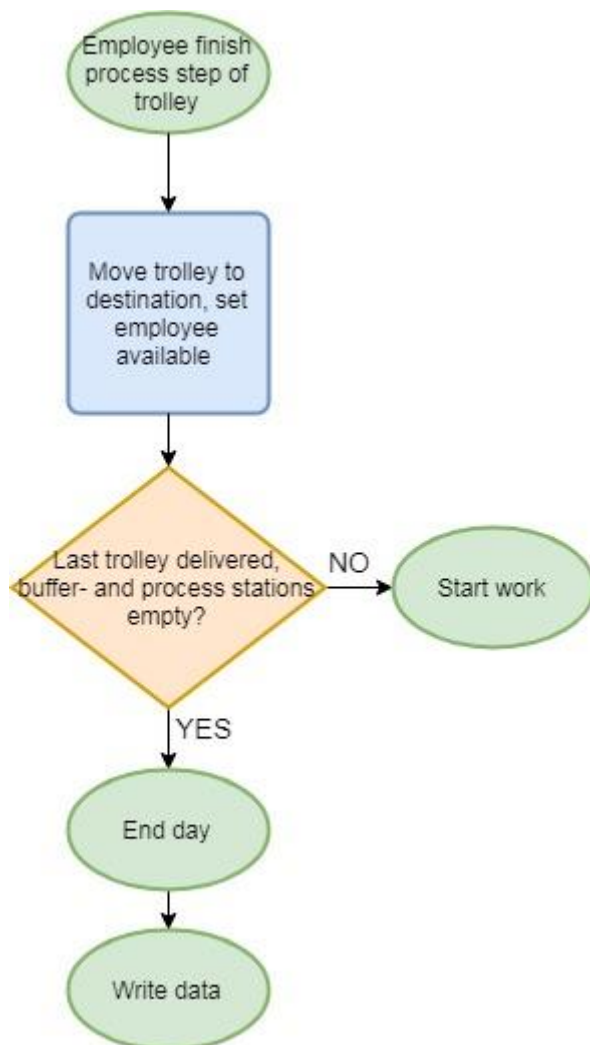 Employee finish
process step of
trolley
Move trolley to
destination, set
employee
available
Last trolley delivered,
buffer- and process stations
empty?
NO
Start work
YES
End day
Write data